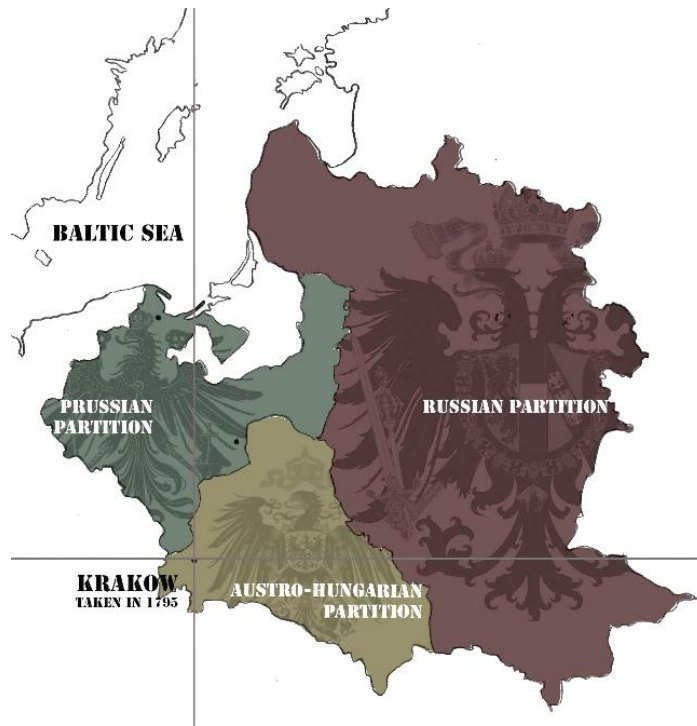 BALTIC SEA
PRUSSIAN
PARTITION
RUSSIAN PARTITION
KRAKOW
TAKEN IN 1795
AUSTRO-HUNGARIAN
PARTITION